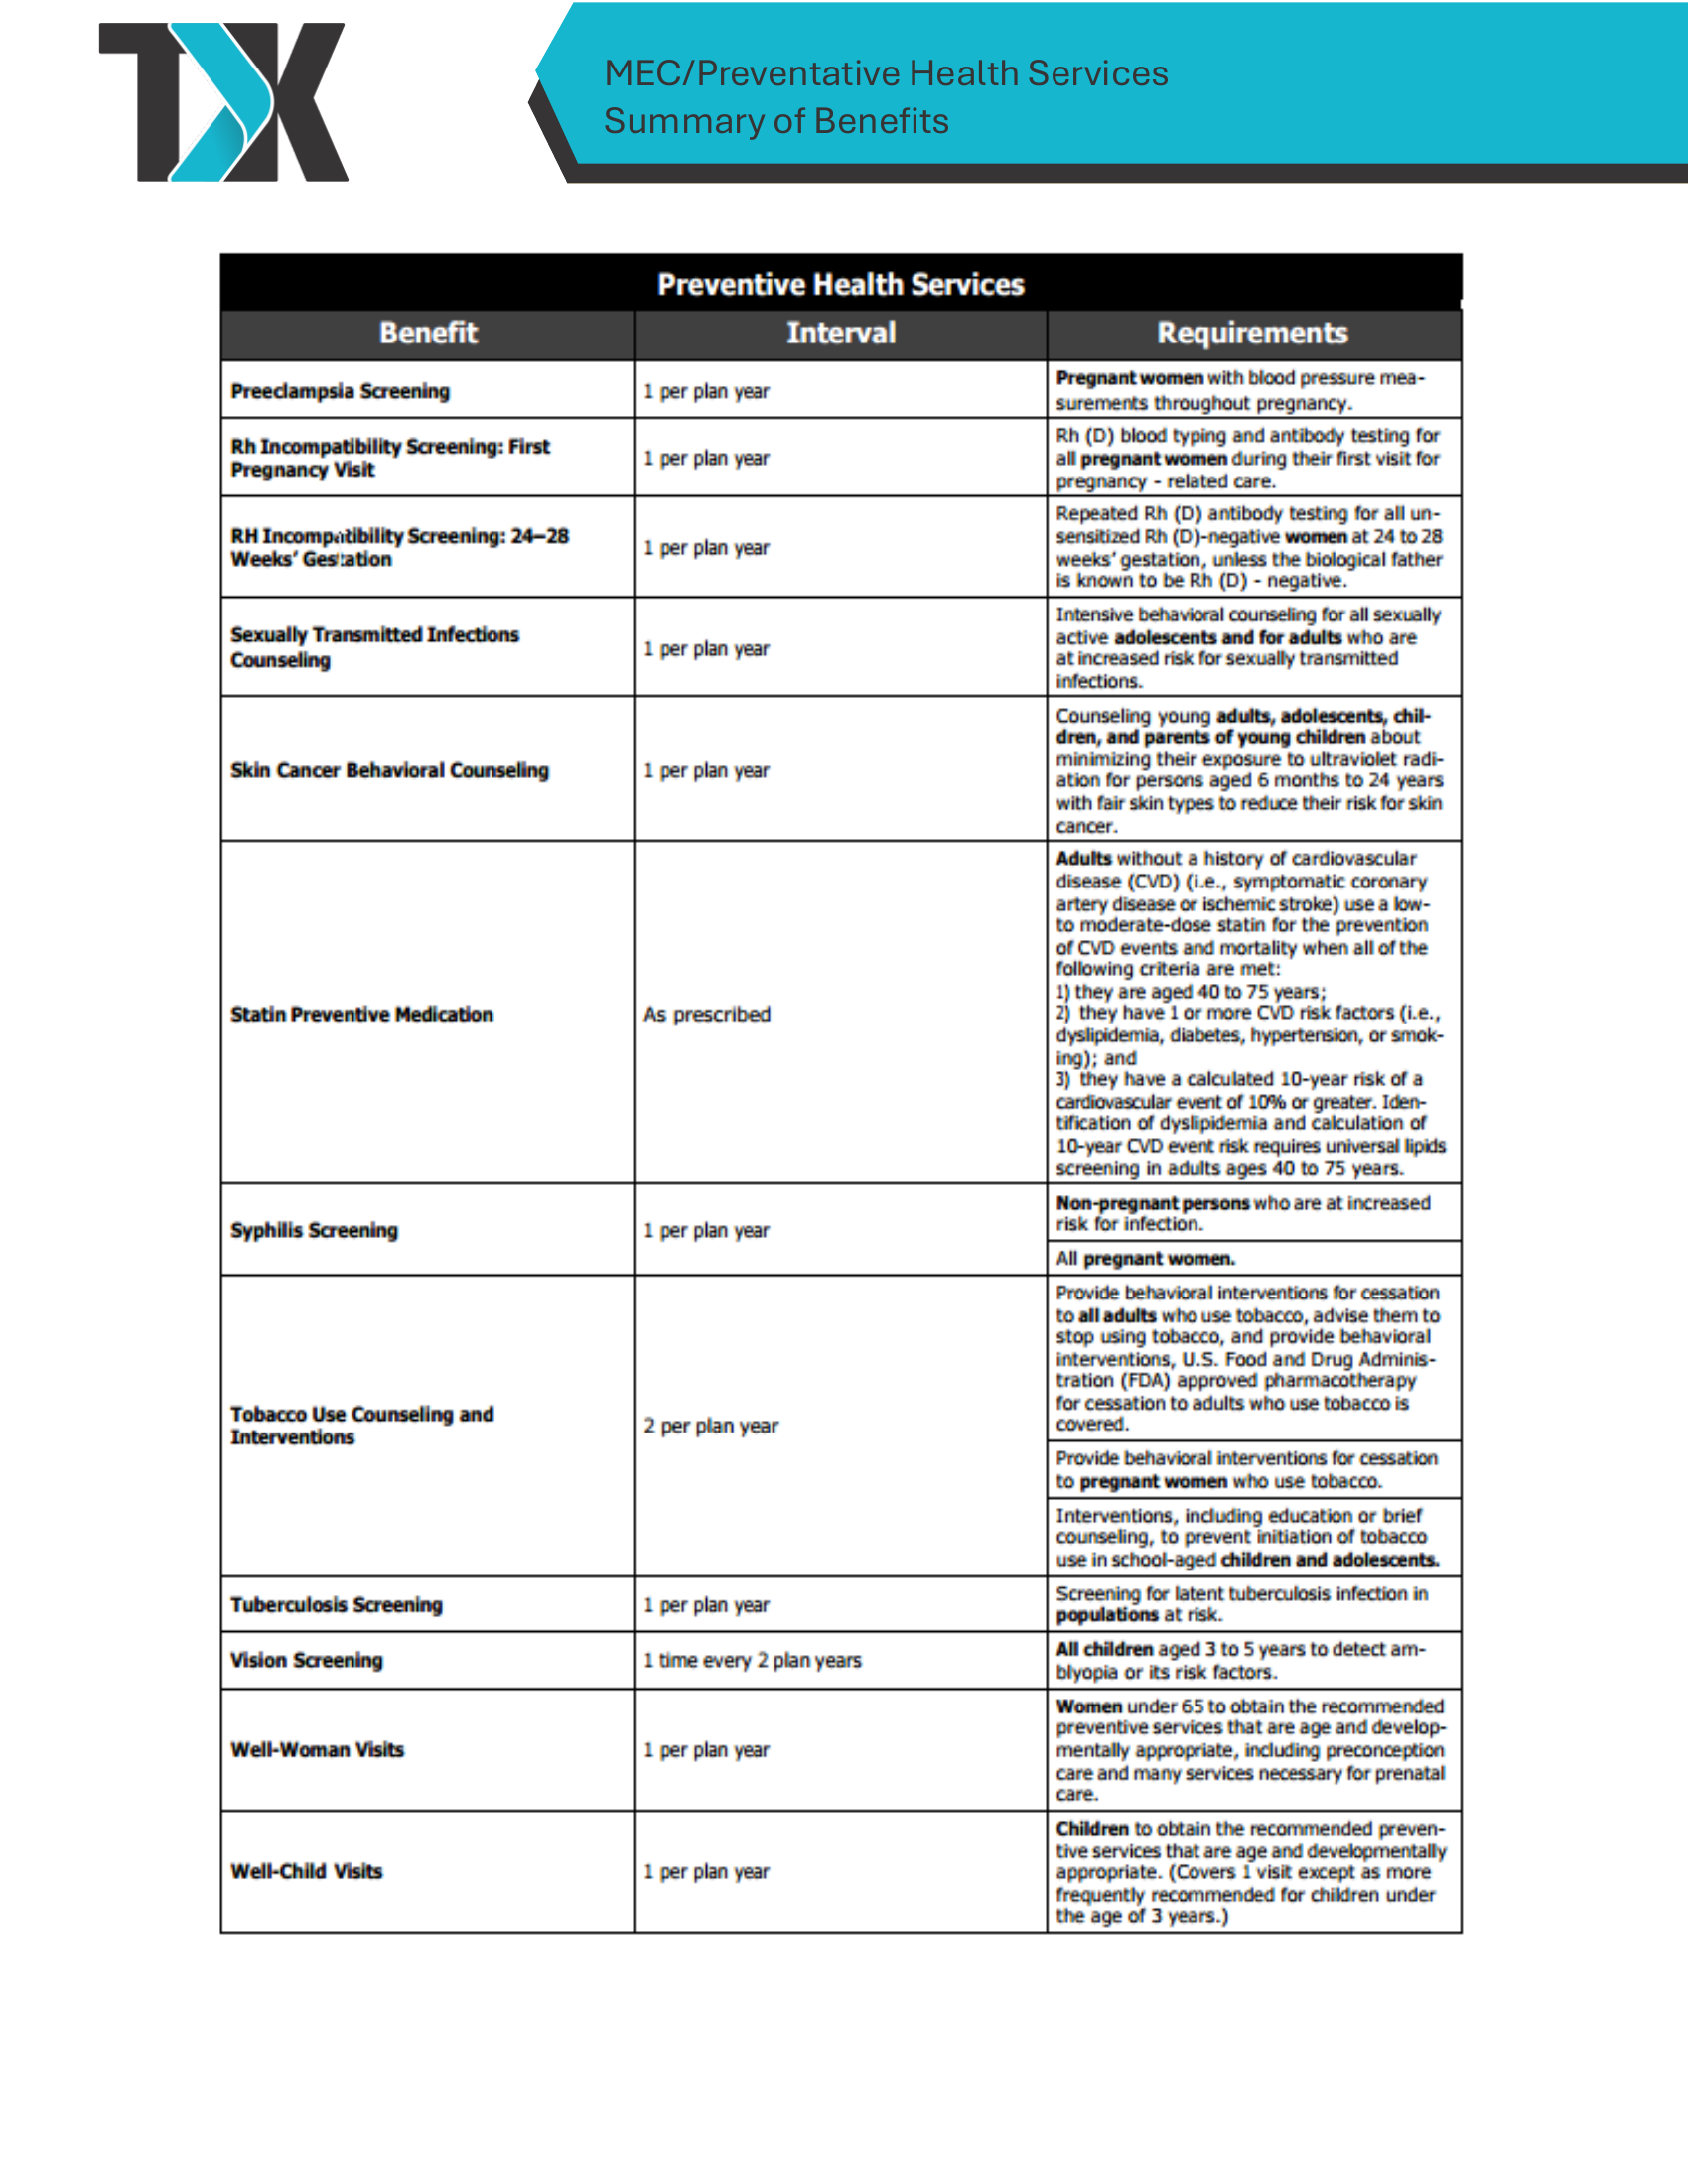 TXK
MEC/Preventative Health Services
Summary of Benefits
Preventive Health Services
Benefit
Interval
Requirements
Preeclampsia Screening
1 per plan year
Pregnant women with blood pressure mea-
surements throughout pregnancy.
Rh Incompatibility Screening: First
Pregnancy Visit
1 per plan year
Rh (D) blood typing and antibody testing for
all pregnant women during their first visit for
pregnancy - related care.
RH Incompatibility Screening: 24–28
Weeks' Gestation
1 per plan year
Repeated Rh (D) antibody testing for all un-
sensitized Rh (D)-negative women at 24 to 28
weeks' gestation, unless the biological father
is known to be Rh (D) - negative.
Sexually Transmitted Infections
Counseling
1 per plan year
Intensive behavioral counseling for all sexually
active adolescents and for adults who are
at increased risk for sexually transmitted
infections.
Skin Cancer Behavioral Counseling
1 per plan year
Counseling young adults, adolescents, chil-
dren, and parents of young children about
minimizing their exposure to ultraviolet radi-
ation for persons aged 6 months to 24 years
with fair skin types to reduce their risk for skin
cancer.
Statin Preventive Medication
As prescribed
Adults without a history of cardiovascular
disease (CVD) (i.e., symptomatic coronary
artery disease or ischemic stroke) use a low-
to moderate-dose statin for the prevention
of CVD events and mortality when all of the
following criteria are met:
1) they are aged 40 to 75 years;
2) they have 1 or more CVD risk factors (i.e.,
dyslipidemia, diabetes, hypertension, or smok-
ing); and
3) they have a calculated 10-year risk of a
cardiovascular event of 10% or greater. Iden-
tification of dyslipidemia and calculation of
10-year CVD event risk requires universal lipids
screening in adults ages 40 to 75 years.
Syphilis Screening
1 per plan year
Non-pregnant persons who are at increased
risk for infection.
All pregnant women.
Tobacco Use Counseling and
Interventions
2 per plan year
Provide behavioral interventions for cessation
to all adults who use tobacco, advise them to
stop using tobacco, and provide behavioral
interventions, U.S. Food and Drug Adminis-
tration (FDA) approved pharmacotherapy
for cessation to adults who use tobacco is
covered.
Provide behavioral interventions for cessation
to pregnant women who use tobacco.
Interventions, including education or brief
counseling, to prevent initiation of tobacco
use in school-aged children and adolescents.
Tuberculosis Screening
1 per plan year
Screening for latent tuberculosis infection in
populations at risk.
Vision Screening
1 time every 2 plan years
All children aged 3 to 5 years to detect am-
blyopia or its risk factors.
Well-Woman Visits
1 per plan year
Women under 65 to obtain the recommended
preventive services that are age and develop-
mentally appropriate, including preconception
care and many services necessary for prenatal
care.
Well-Child Visits
1 per plan year
Children to obtain the recommended preven-
tive services that are age and developmentally
appropriate. (Covers 1 visit except as more
frequently recommended for children under
the age of 3 years.)